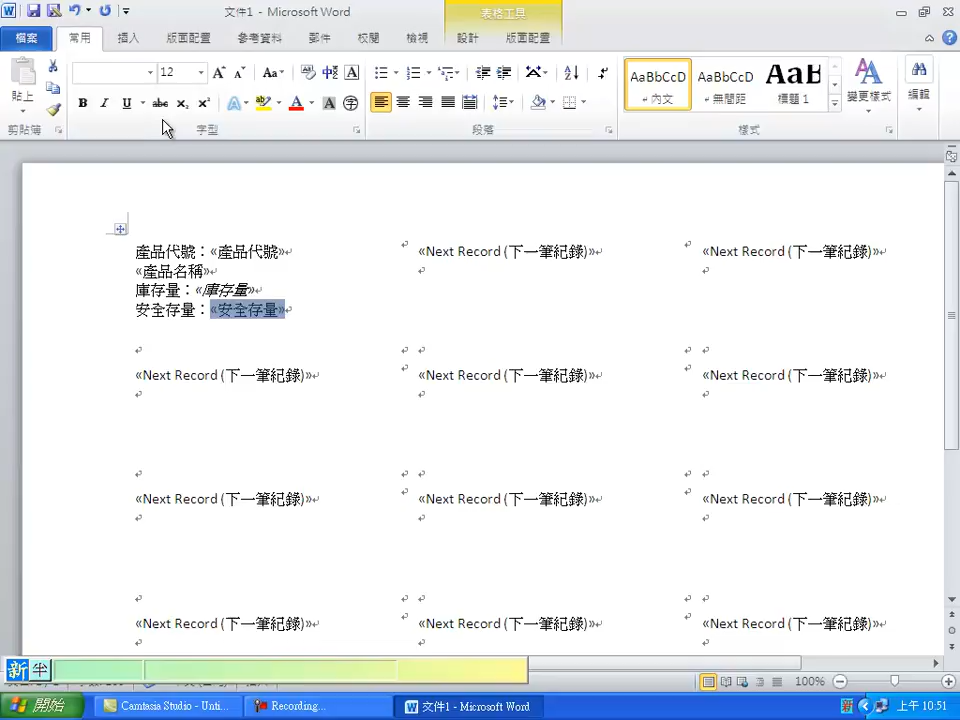 文件1 - Microsoft Word
表格工具
檔案 常用 插入 版面配置 參考資料 郵件 校閱 檢視 設計 版面配置
貼上
12
B I U abc x₂ x² A ab A A 字
AaBbCcD AaBbCcD AaB
內文 無間距 標題 1
變更樣式 編輯
剪貼簿 字型 段落 樣式
產品代號：«產品代號» «Next Record (下一筆紀錄)» «Next Record (下一筆紀錄)»
«產品名稱»
庫存量：«庫存量»
安全存量：«安全存量»
«Next Record (下一筆紀錄)» «Next Record (下一筆紀錄)» «Next Record (下一筆紀錄)»
«Next Record (下一筆紀錄)» «Next Record (下一筆紀錄)» «Next Record (下一筆紀錄)»
«Next Record (下一筆紀錄)» «Next Record (下一筆紀錄)» «Next Record (下一筆紀錄)»
新 半
100%
開始 Camtasia Studio - Unti... Recording... 文件1 - Microsoft Word 上午 10:51